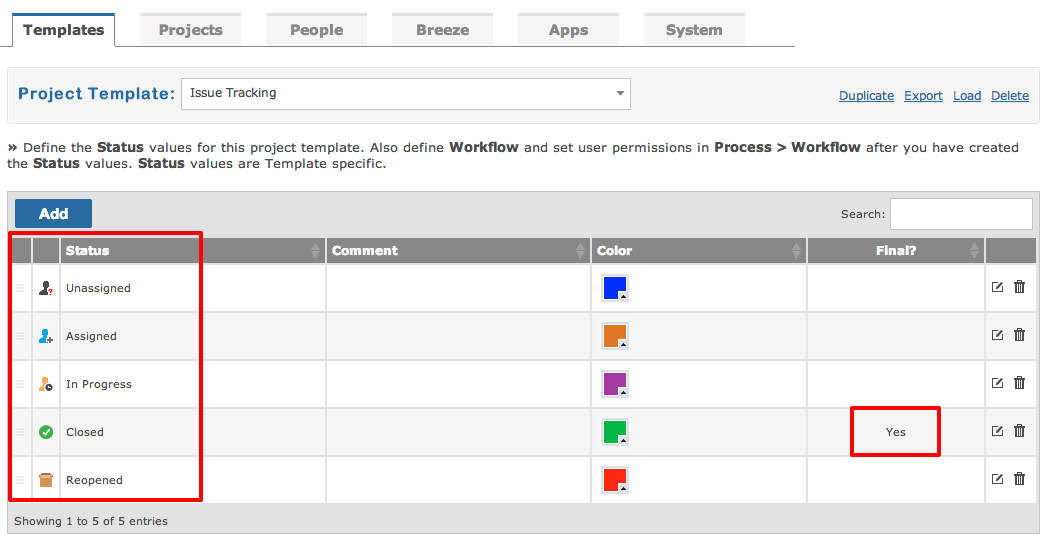 Templates Projects People Breeze Apps System
Project Template: Issue Tracking Duplicate Export Load Delete
» Define the Status values for this project template. Also define Workflow and set user permissions in Process > Workflow after you have created
the Status values. Status values are Template specific.
Add Search:
Status Comment Color Final?
Unassigned
Assigned
In Progress
Closed Yes
Reopened
Showing 1 to 5 of 5 entries